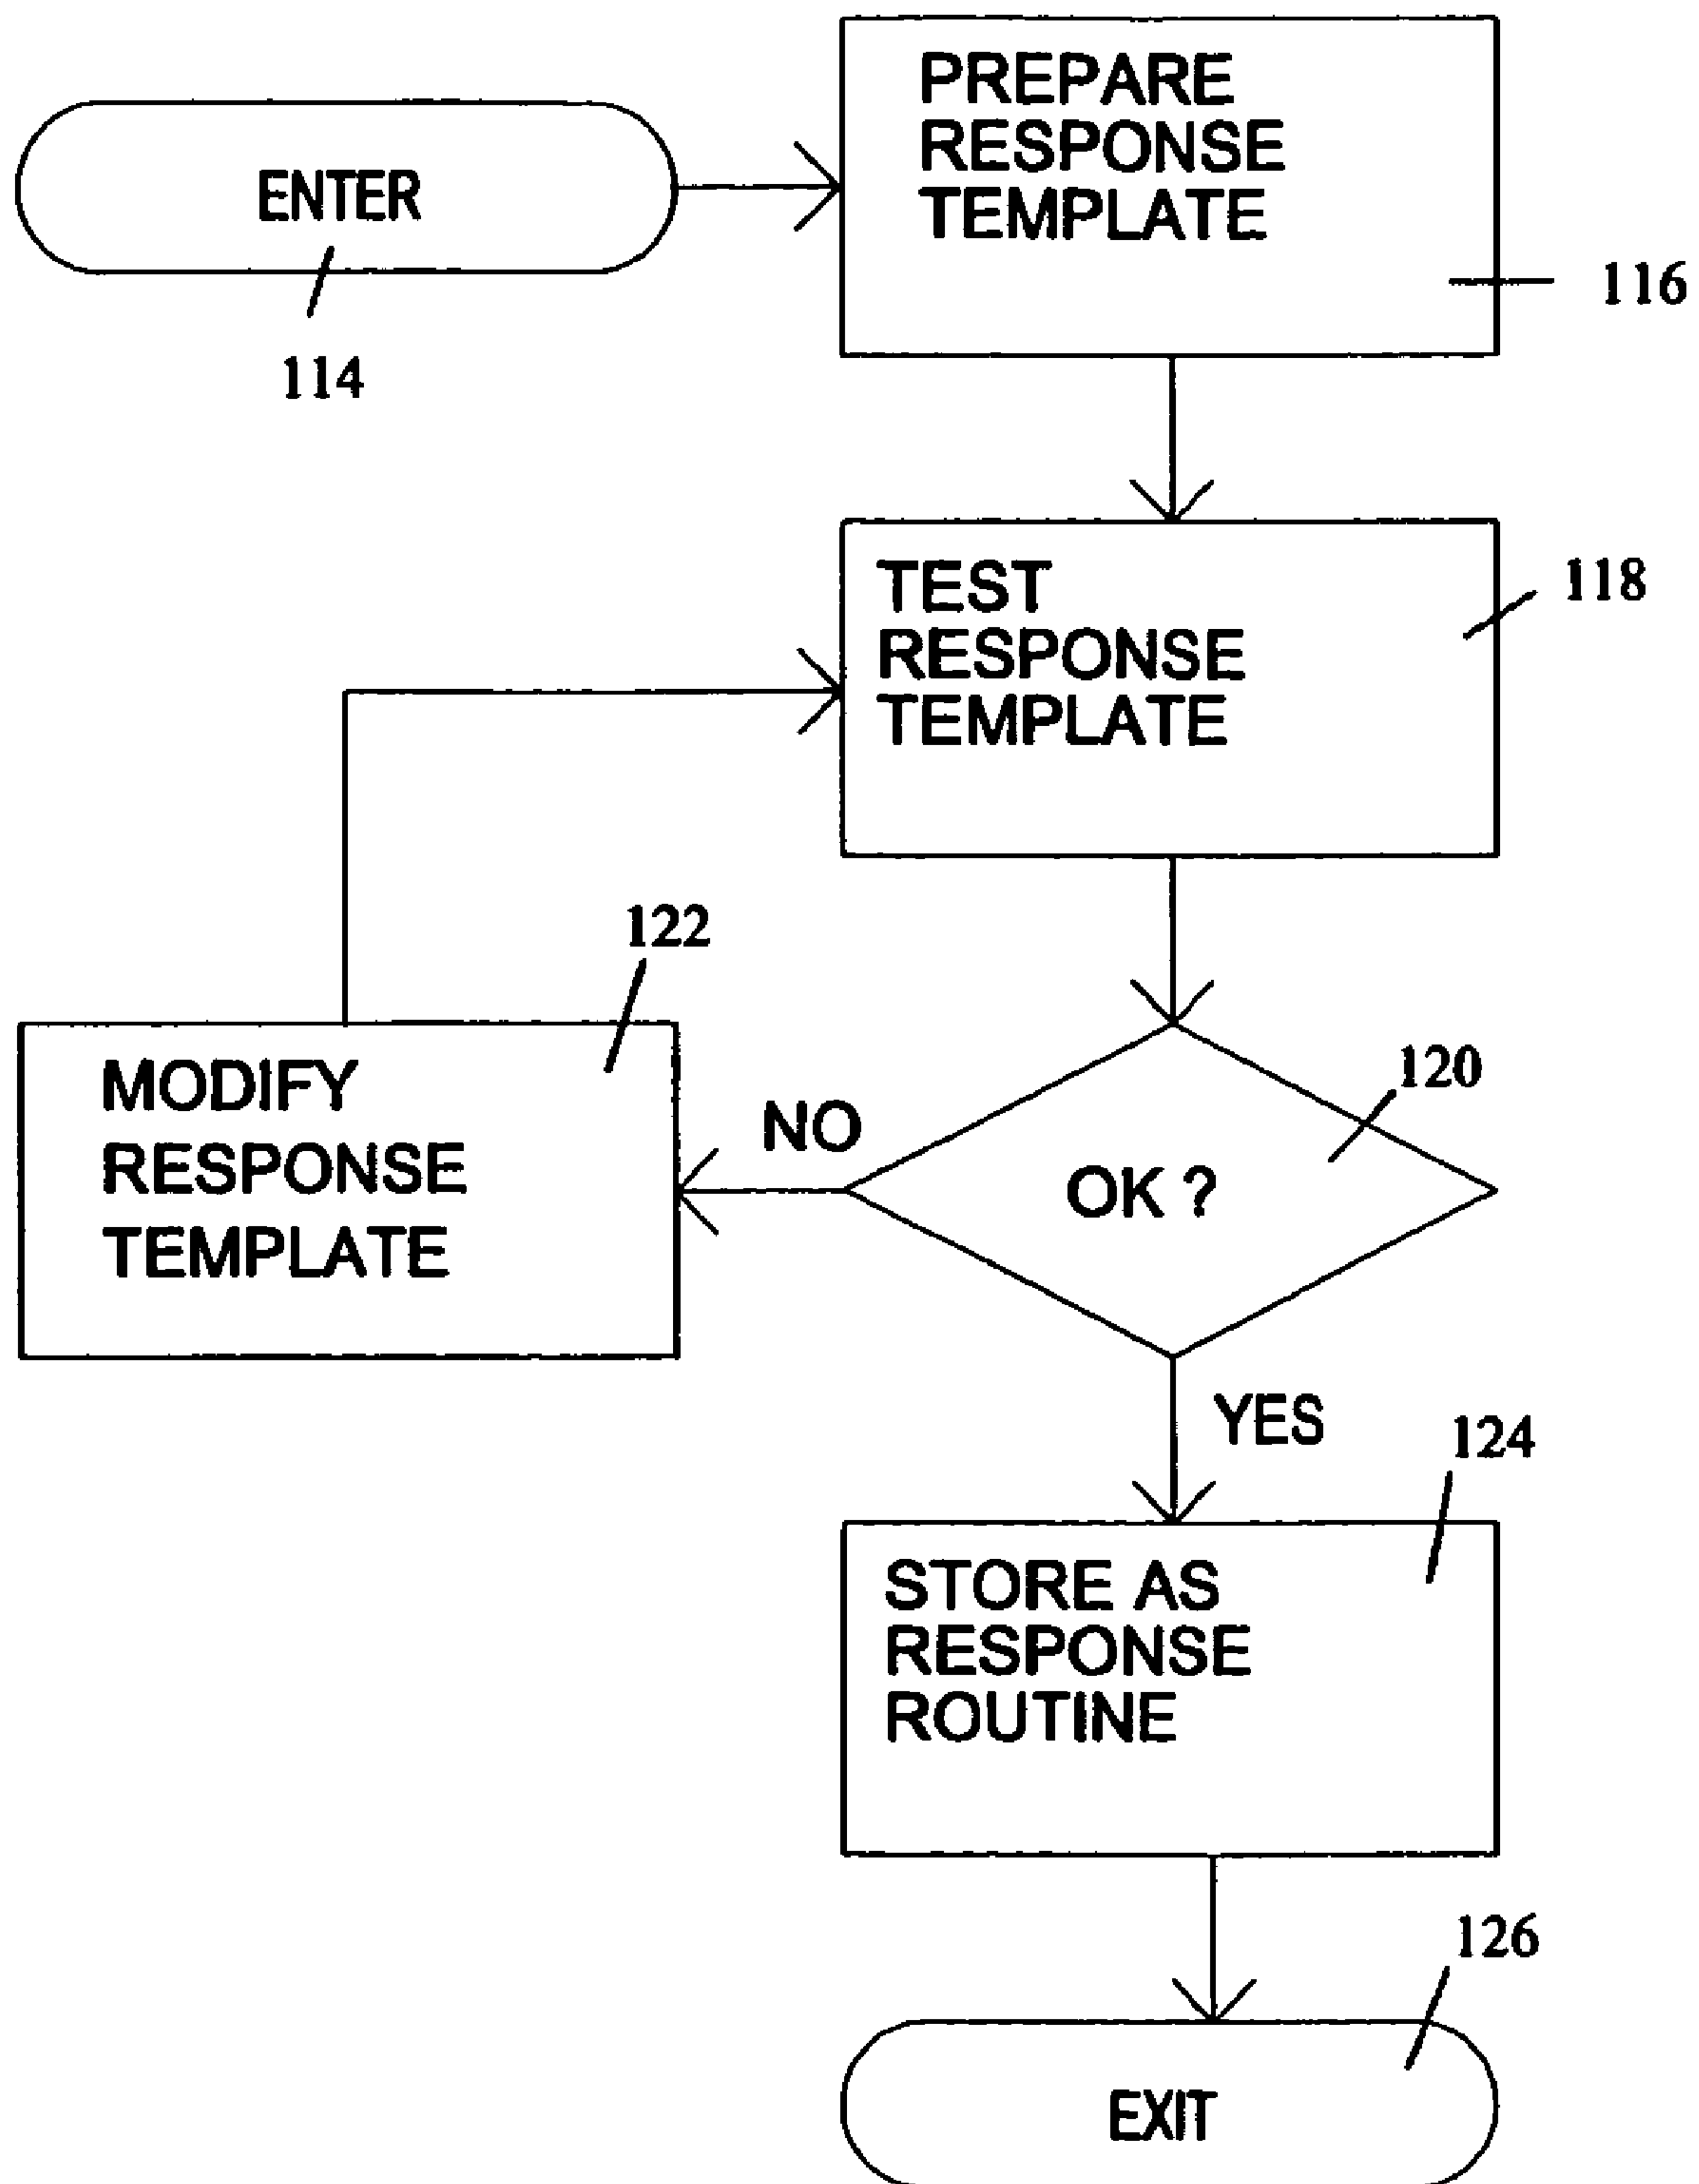 ENTER
114
PREPARE
RESPONSE
TEMPLATE
116
TEST
RESPONSE
TEMPLATE
118
122
MODIFY
RESPONSE
TEMPLATE
NO
120
OK ?
YES
124
STORE AS
RESPONSE
ROUTINE
126
EXIT